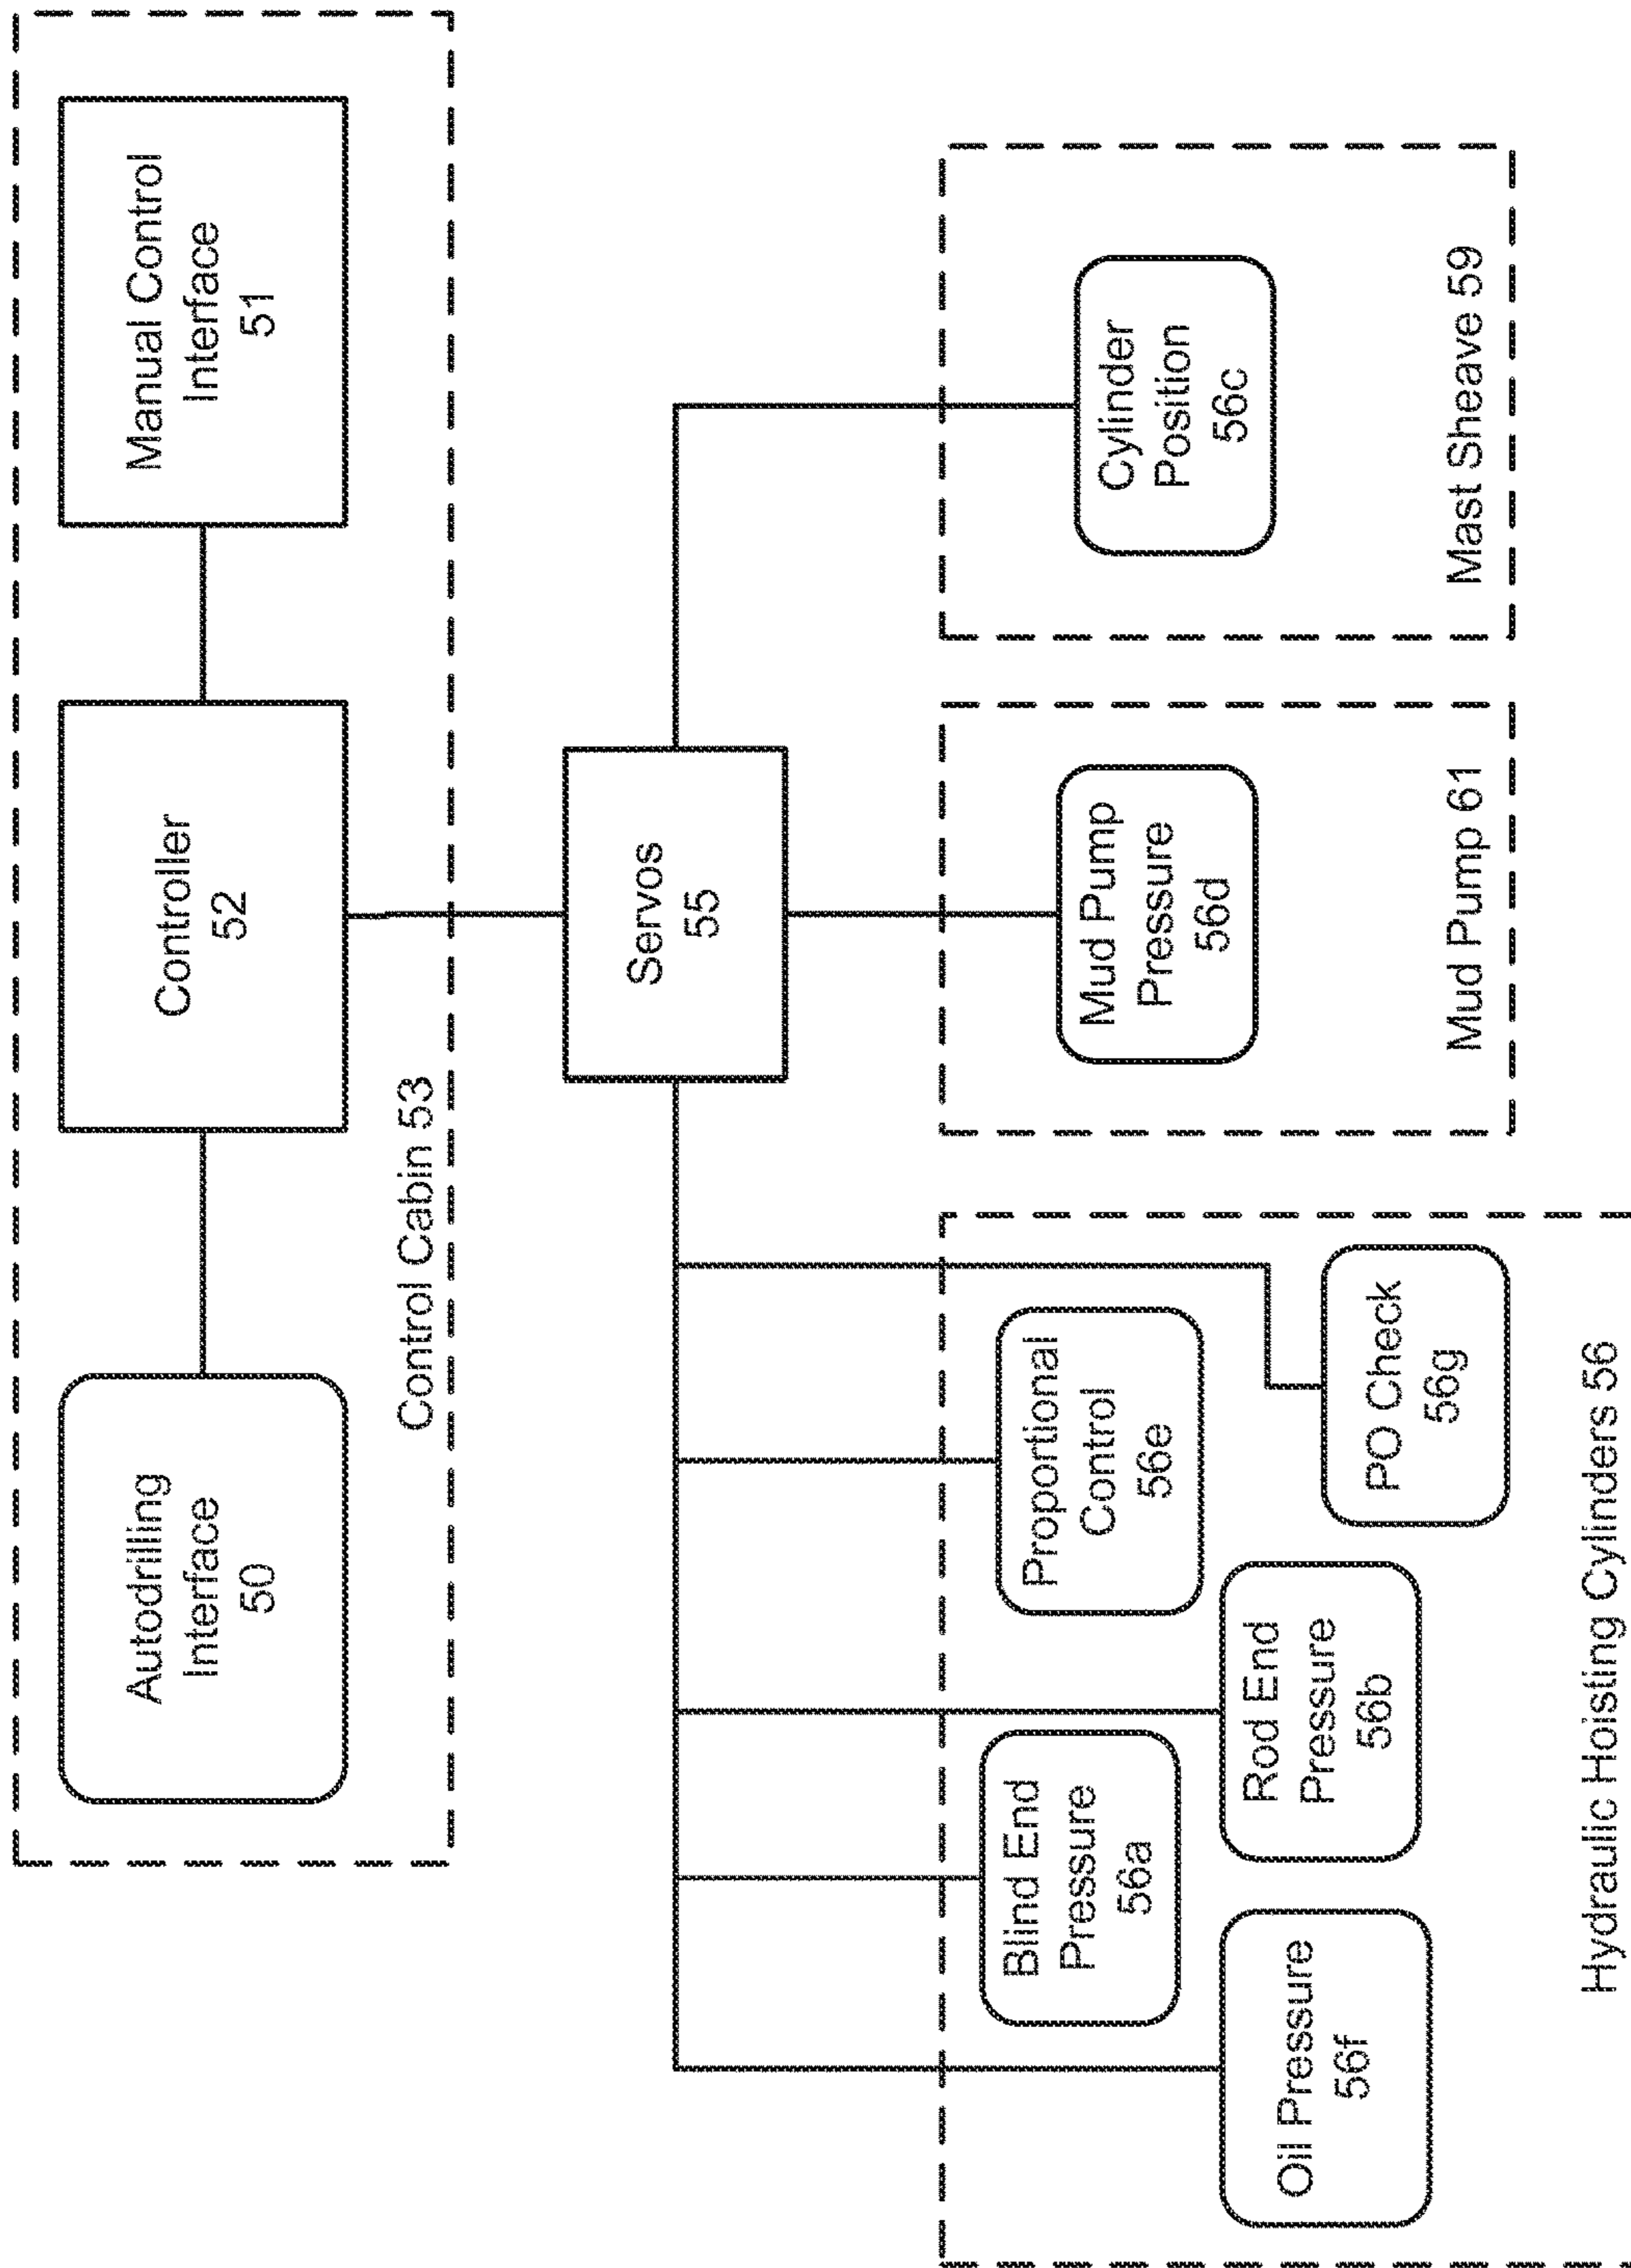 Autodrilling
Interface
50
Controller
52
Manual Control
Interface
51
Control Cabin 53
Servos
55
Oil Pressure
56f
Blind End
Pressure
56a
Rod End
Pressure
56b
Proportional
Control
56e
PO Check
56g
Hydraulic Hoisting Cylinders 56
Mud Pump
Pressure
56d
Mud Pump 61
Cylinder
Position
56c
Mast Sheave 59